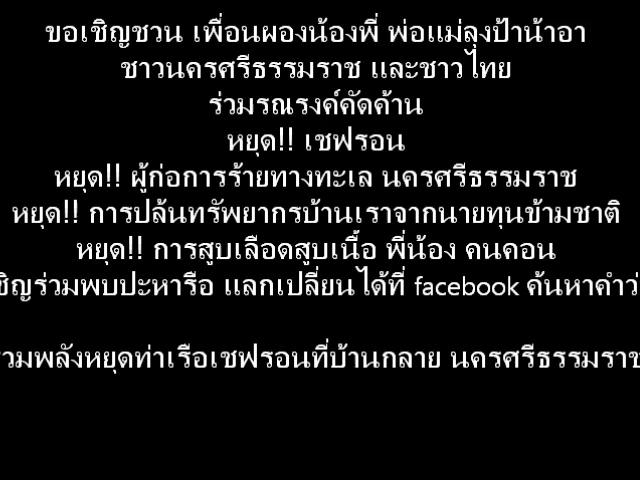 ขอเชิญชวน เพื่อนผองน้องพี่ พ่อแม่ลุงป้าน้าอา
ชาวนครศรีธรรมราช และชาวไทย
ร่วมรณรงค์คัดค้าน
หยุด!! เชฟรอน
หยุด!! ผู้ก่อการร้ายทางทะเล นครศรีธรรมราช
หยุด!! การปล้นทรัพยากรบ้านเราจากนายทุนข้ามชาติ
หยุด!! การสูบเลือดสูบเนื้อ พี่น้อง คนคอน
ชิญร่วมพบปะหารือ แลกเปลี่ยนได้ที่ facebook ค้นหาคำว่
วมพลังหยุดท่าเรือเชฟรอนที่บ้านกลาย นครศรีธรรมราช